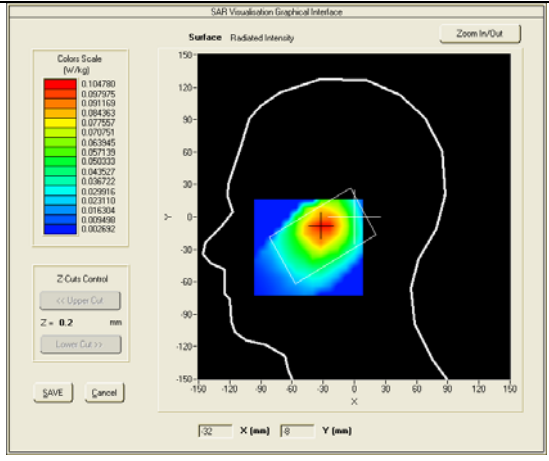 SAR Visualisation Graphical Interface
Surface Radiated Intensity
Zoom In/Out
Colors Scale
(W/kg)
0.104780
0.097975
0.091169
0.084363
0.077557
0.070751
0.063945
0.057139
0.050333
0.043527
0.036722
0.029916
0.023110
0.016304
0.009498
0.002692
Z-Cuts Control
<< Upper Cut
Z = 0.2 mm
Lower Cut >>
SAVE Cancel
150-
120-
90-
60-
30-
0-
-30-
-60-
-90-
-120-
-150-
Y
-150 -120 -90 -60 -30 0 30 60 90 120 150
X
-32 X (mm) -8 Y (mm)